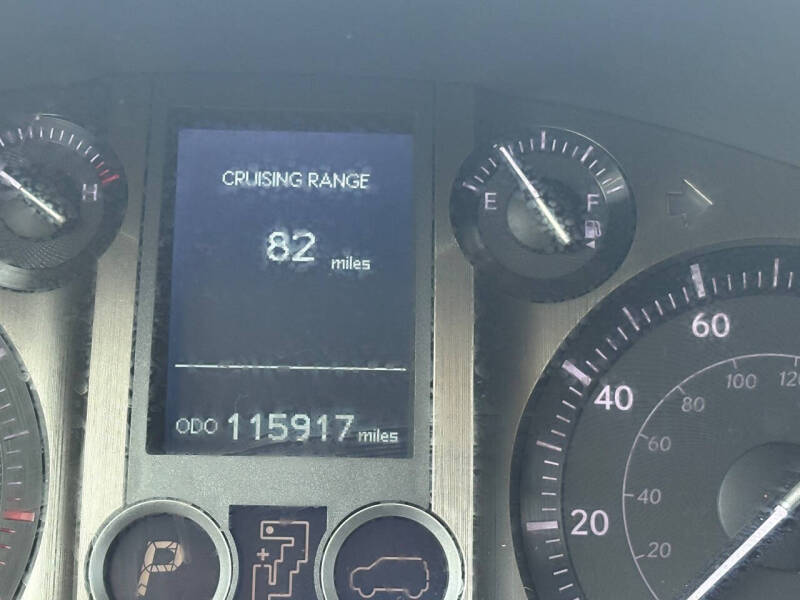 CRUISING RANGE
82 miles
ODO 115917 miles
H
E F
60
40
20
120
100
80
60
40
20
P
+